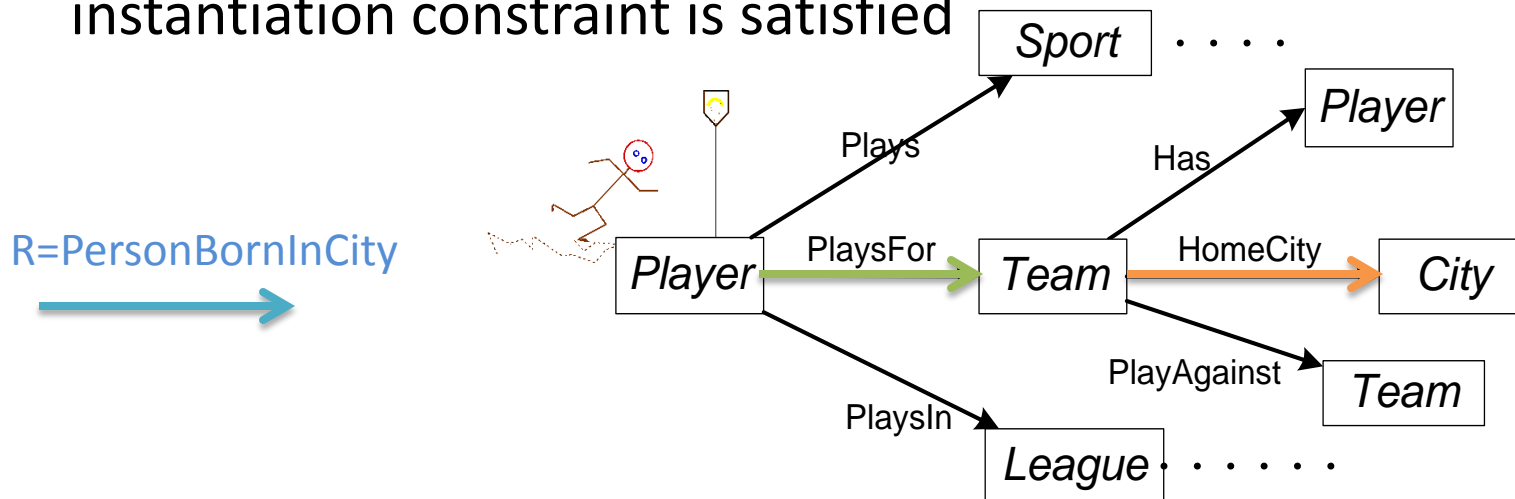 instantiation constraint is satisfied
Sport
. . . .
Player
Plays
Has
R=PersonBornInCity
Player
PlaysFor
Team
HomeCity
City
PlayAgainst
Team
PlaysIn
League
. . . . . .